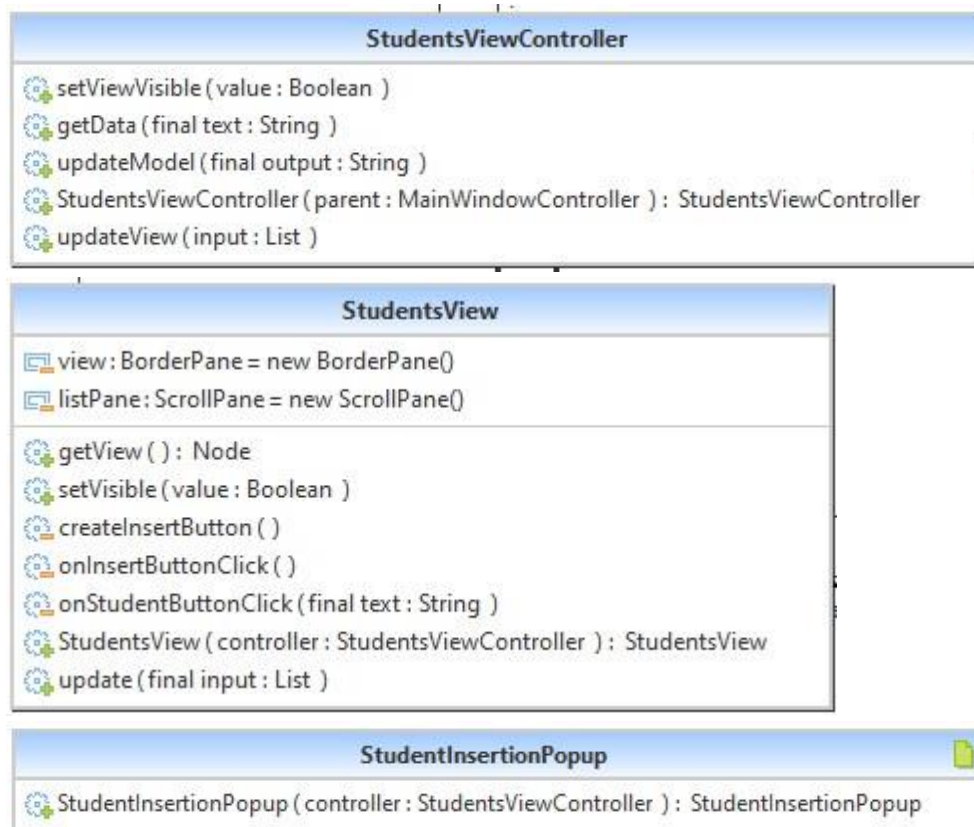 StudentsViewController
setViewVisible ( value : Boolean )
getData ( final text : String )
updateModel ( final output : String )
StudentsViewController ( parent : MainWindowController ) : StudentsViewController
updateView ( input : List )
StudentsView
view : BorderPane = new BorderPane()
listPane : ScrollPane = new ScrollPane()
getView ( ) : Node
setVisible ( value : Boolean )
createInsertButton ( )
onInsertButtonClick ( )
onStudentButtonClick ( final text : String )
StudentsView ( controller : StudentsViewController ) : StudentsView
update ( final input : List )
StudentInsertionPopup
StudentInsertionPopup ( controller : StudentsViewController ) : StudentInsertionPopup